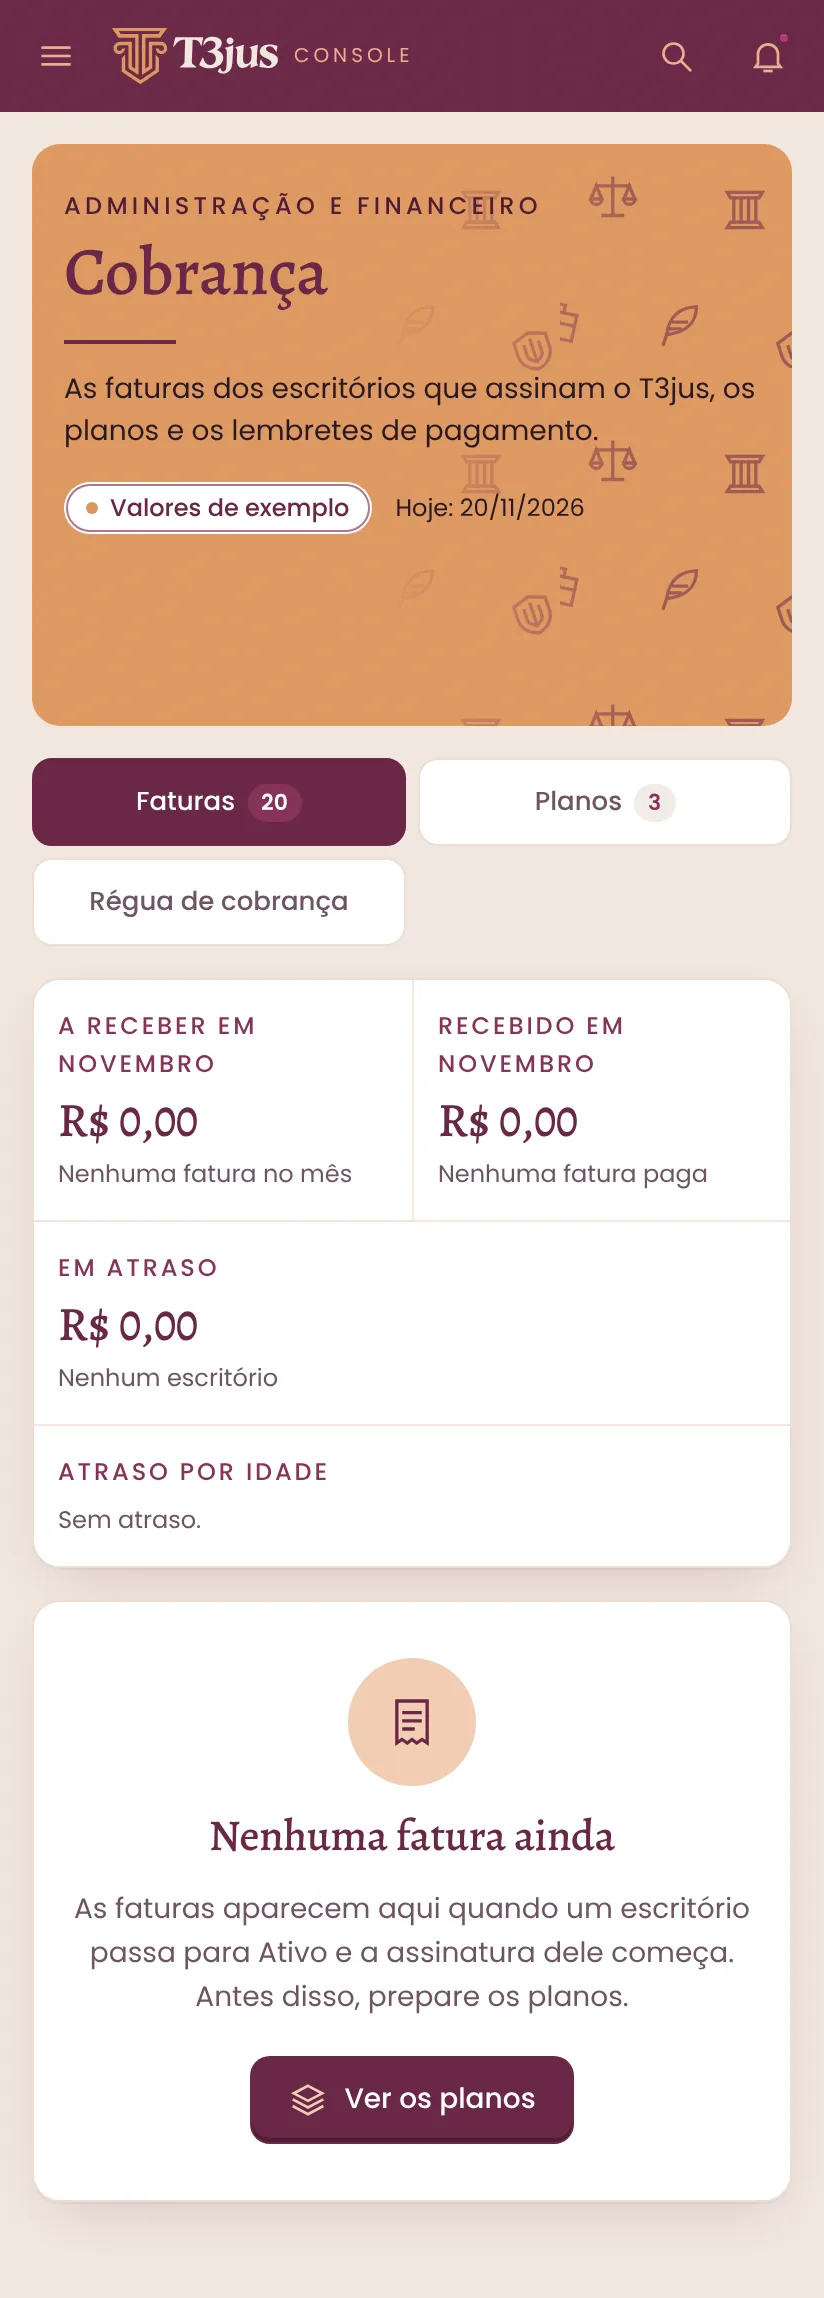 T3jus CONSOLE
ADMINISTRAÇÃO E FINANCEIRO
Cobrança
As faturas dos escritórios que assinam o T3jus, os
planos e os lembretes de pagamento.
Valores de exemplo
Hoje: 20/11/2026
Faturas 20
Planos 3
Régua de cobrança
A RECEBER EM
NOVEMBRO
R$ 0,00
Nenhuma fatura no mês
RECEBIDO EM
NOVEMBRO
R$ 0,00
Nenhuma fatura paga
EM ATRASO
R$ 0,00
Nenhum escritório
ATRASO POR IDADE
Sem atraso.
Nenhuma fatura ainda
As faturas aparecem aqui quando um escritório
passa para Ativo e a assinatura dele começa.
Antes disso, prepare os planos.
Ver os planos